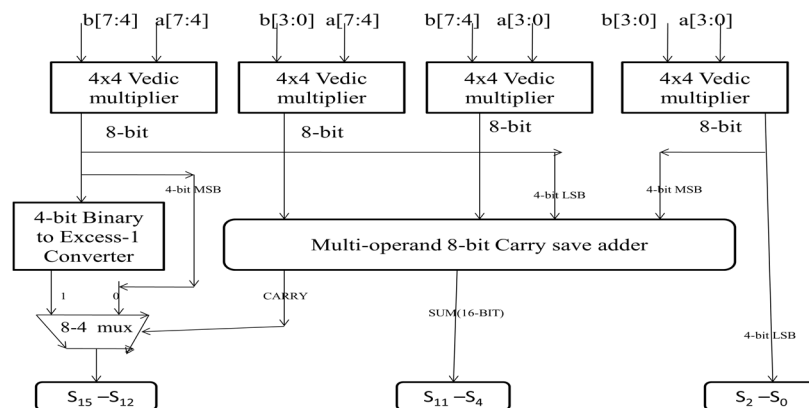 b[7:4] a[7:4] b[3:0] a[3:0] b[7:4] a[3:0] b[3:0] a[3:0]
4x4 Vedic multiplier
4x4 Vedic multiplier
4x4 Vedic multiplier
4x4 Vedic multiplier
8-bit 8-bit 8-bit 8-bit
4-bit MSB 4-bit LSB 4-bit MSB
4-bit Binary
to Excess-1
Converter
Multi-operand 8-bit Carry save adder
1 0 CARRY
SUM(16-BIT)
8-4 mux
4-bit LSB
S15 –S12 S11 –S4 S2 –S0